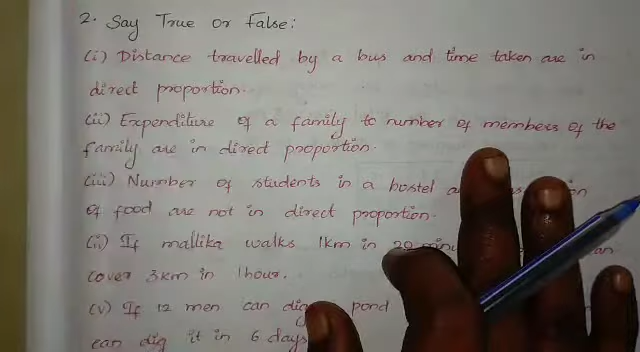 2. Say True or False:
(i) Distance travelled by a bus and time taken are in
direct proportion.
(ii) Expenditure of a family to number of members of the
family are in direct proportion.
(iii) Number of students in a hostel
of food are not in direct proportion.
(ii) If mallika walks 1km in 20
cover 3km in 1hour.
(v) If 12 men can dig pond
can dig it in 6 days